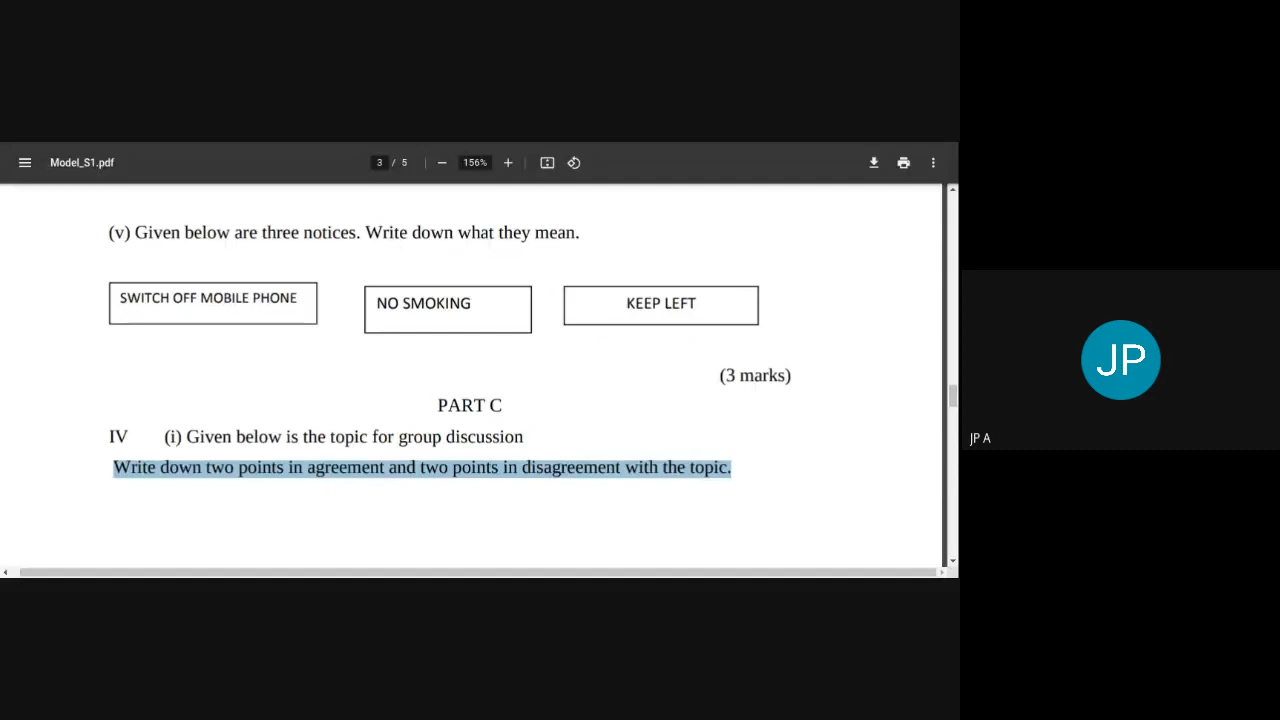 Model_S1.pdf
3 / 5
156%
(v) Given below are three notices. Write down what they mean.
SWITCH OFF MOBILE PHONE
NO SMOKING
KEEP LEFT
(3 marks)
PART C
IV (i) Given below is the topic for group discussion
Write down two points in agreement and two points in disagreement with the topic.
JP
JP A